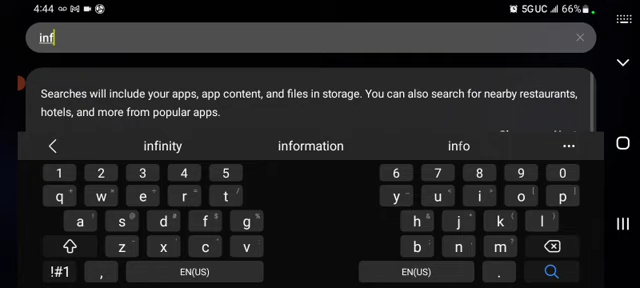 4:44 5GUC 66%
inf
Searches will include your apps, app content, and files in storage. You can also search for nearby restaurants,
hotels, and more from popular apps.
infinity information info
1 2 3 4 5 6 7 8 9 0
q w e r t y u i o p
a s d f g h j k l
z x c v b n m
!#1 , EN(US) EN(US) .